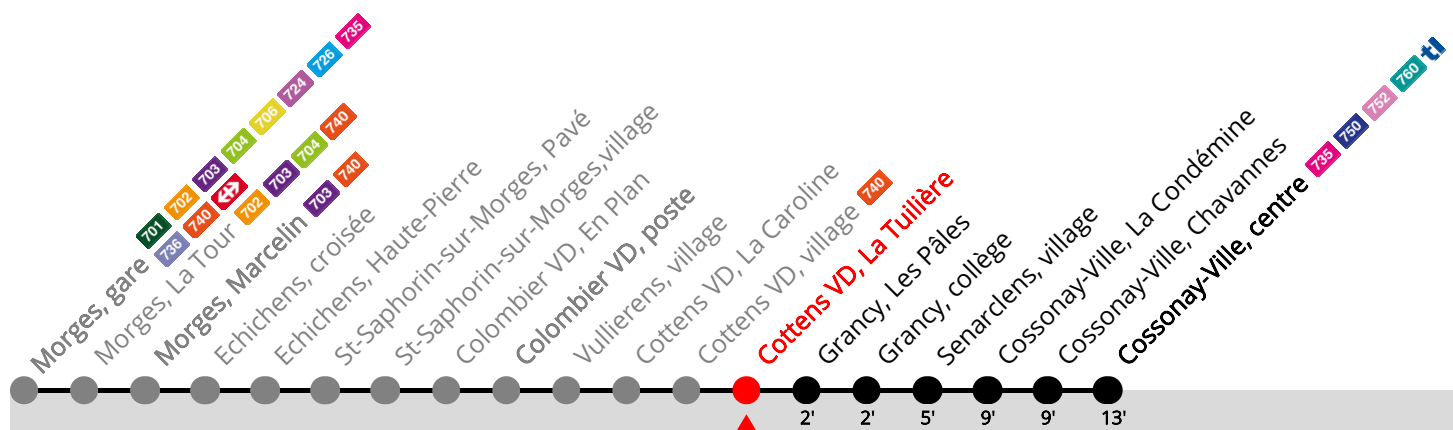 Morges, gare 701 702 703 704 706 724 726 735
736 740
Morges, La Tour 702 703 704 740
Morges, Marcelin 703 740
Echichens, croisée
Echichens, Haute-Pierre
St-Saphorin-sur-Morges, Pavé
St-Saphorin-sur-Morges,village
Colombier VD, En Plan
Colombier VD, poste
Vullierens, village
Cottens VD, La Caroline
Cottens VD, village 740
Cottens VD, La Tuilière
Grancy, Les Pâles
Grancy, collège
Senarclens, village
Cossonay-Ville, La Condémine
Cossonay-Ville, Chavannes
Cossonay-Ville, centre 735 750 752 760 tl
2' 2' 5' 9' 9' 13'